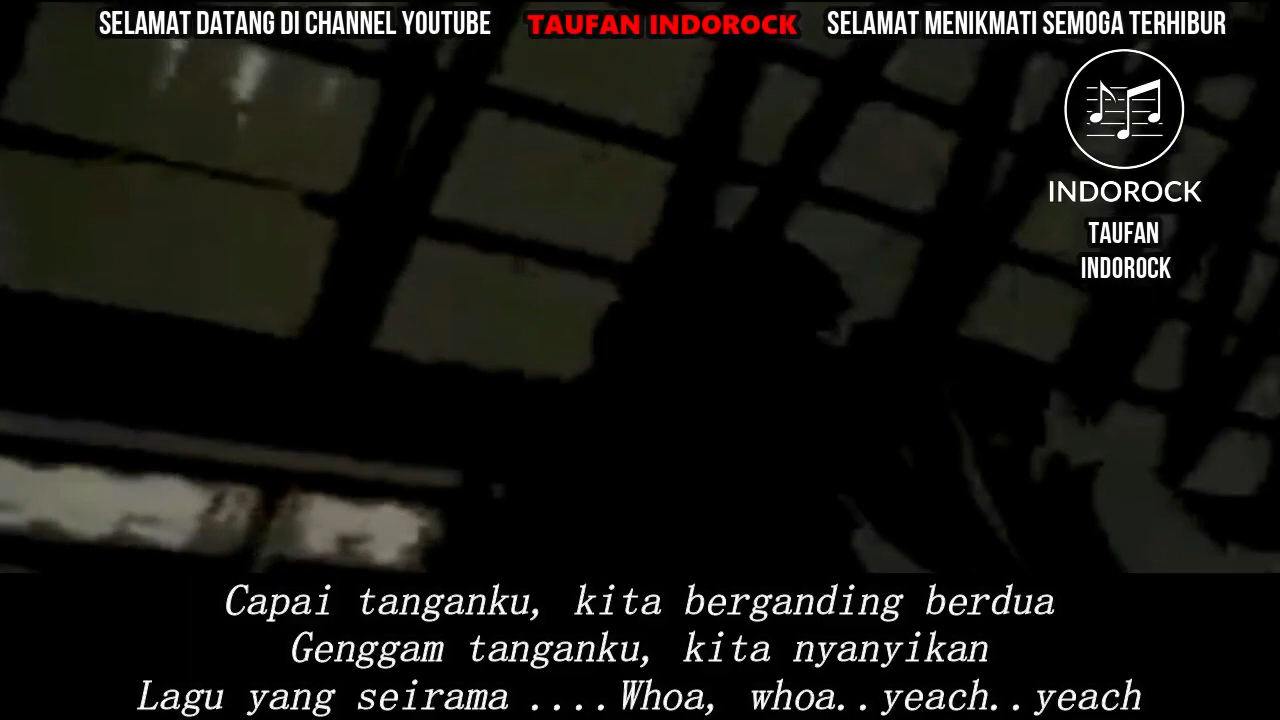 SELAMAT DATANG DI CHANNEL YOUTUBE TAUFAN INDOROCK SELAMAT MENIKMATI SEMOGA TERHIBUR
INDOROCK
TAUFAN
INDOROCK
Capai tanganku, kita berganding berdua
Genggam tanganku, kita nyanyikan
Lagu yang seirama ....Whoa, whoa..yeach..yeach